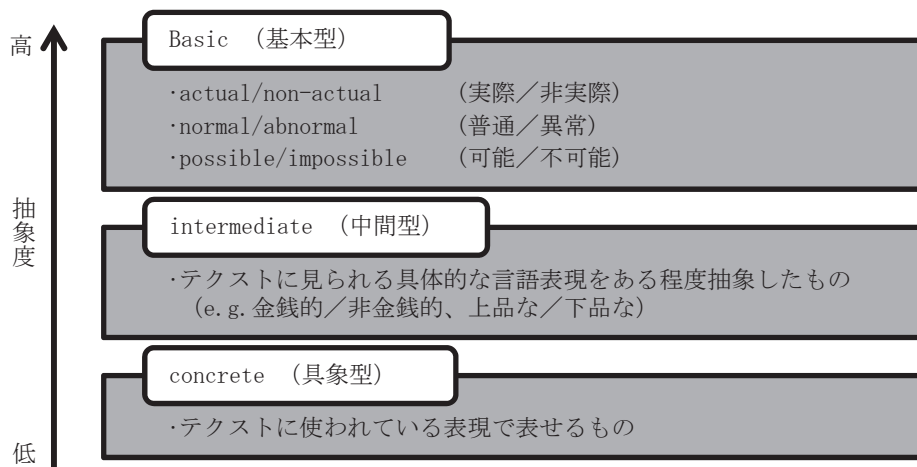 高
Basic （基本型）
·actual/non-actual （実際／非実際）
·normal/abnormal （普通／異常）
·possible/impossible （可能／不可能）
抽象度
intermediate （中間型）
·テクストに見られる具体的な言語表現をある程度抽象したもの
（e.g.金銭的／非金銭的、上品な／下品な）
concrete （具象型）
·テクストに使われている表現で表せるもの
低